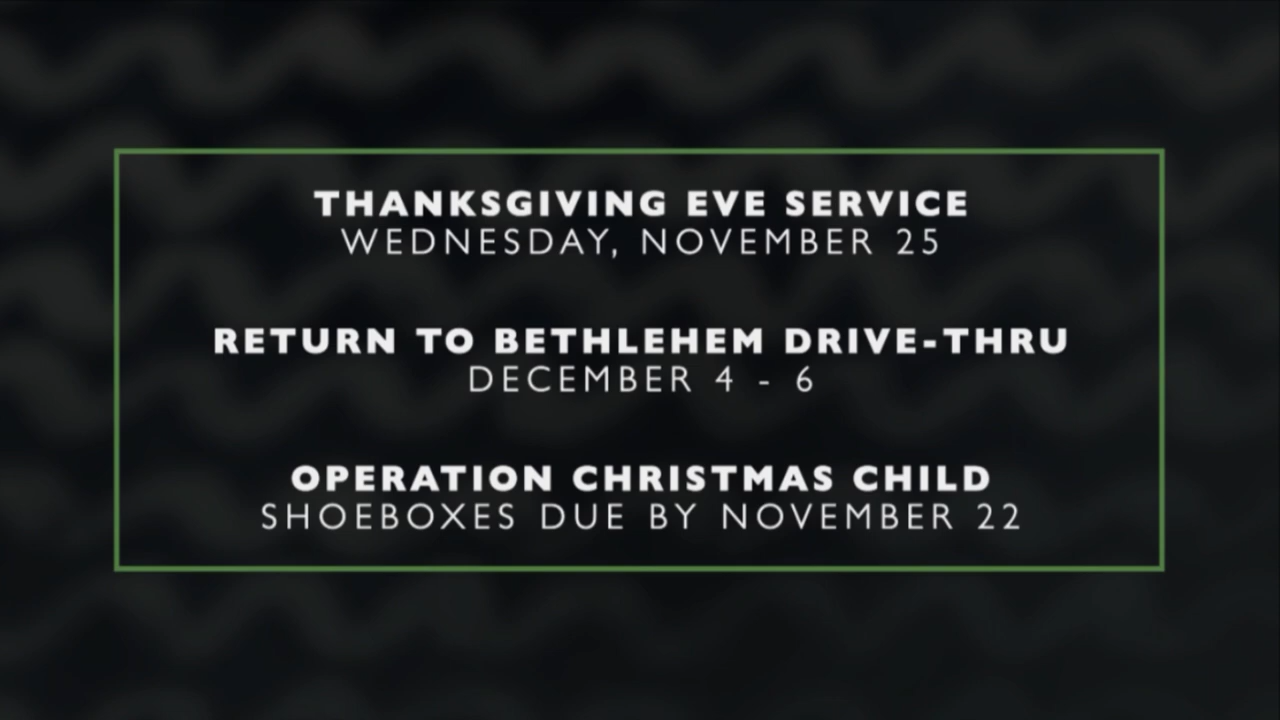 THANKSGIVING EVE SERVICE
WEDNESDAY, NOVEMBER 25
RETURN TO BETHLEHEM DRIVE-THRU
DECEMBER 4 - 6
OPERATION CHRISTMAS CHILD
SHOEBOXES DUE BY NOVEMBER 22